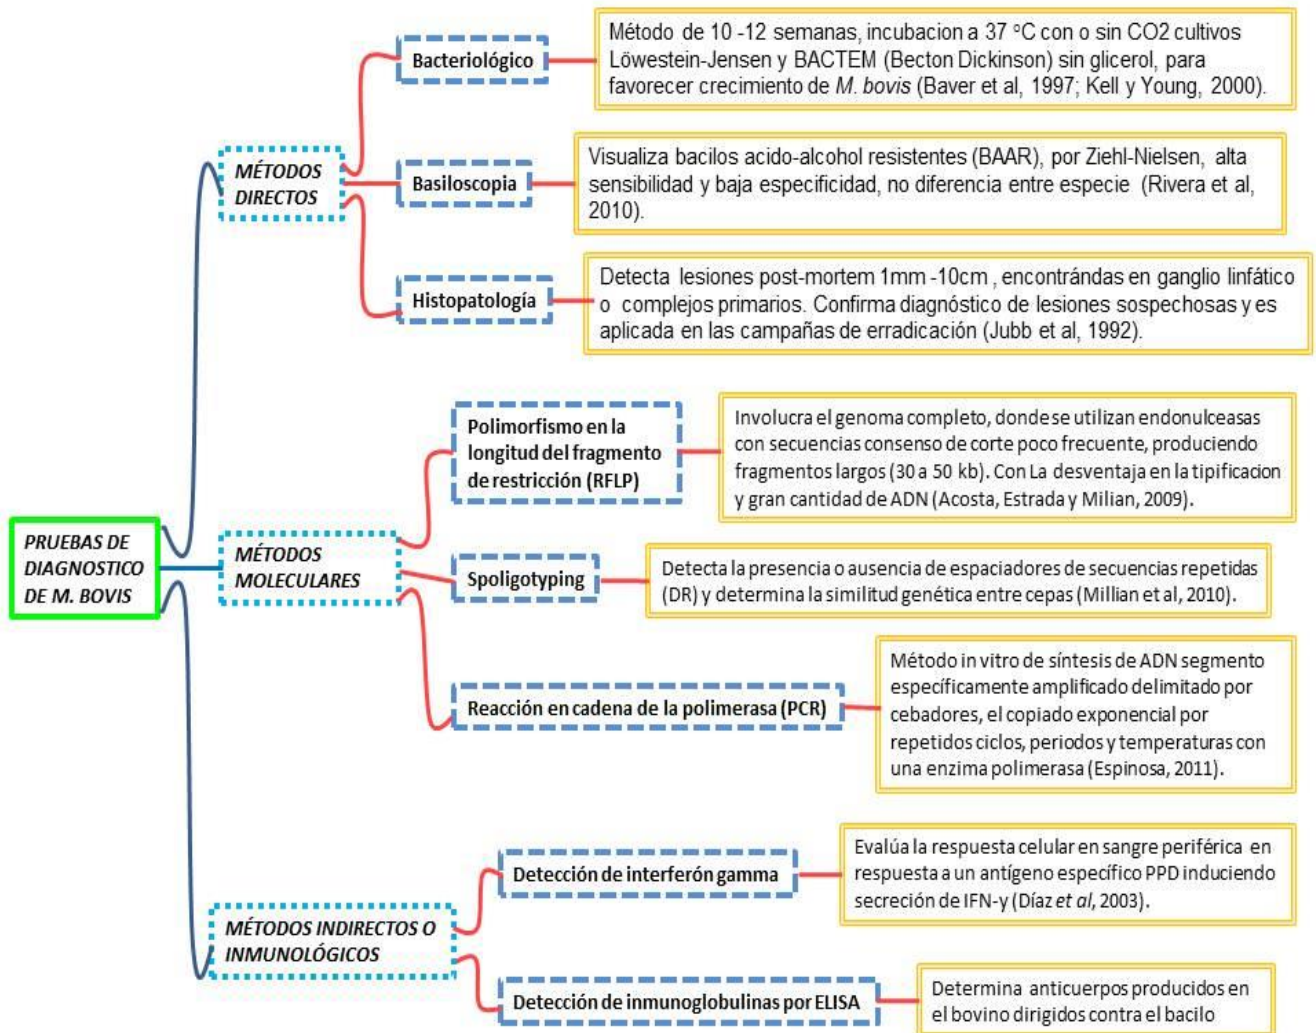 PRUEBAS DE
DIAGNOSTICO
DE M. BOVIS
MÉTODOS
DIRECTOS
Bacteriológico
Método de 10 -12 semanas, incubacion a 37 ºC con o sin CO2 cultivos
Löwestein-Jensen y BACTEM (Becton Dickinson) sin glicerol, para
favorecer crecimiento de M. bovis (Baver et al, 1997; Kell y Young, 2000).
Basiloscopia
Visualiza bacilos acido-alcohol resistentes (BAAR), por Ziehl-Nielsen, alta
sensibilidad y baja especificidad, no diferencia entre especie (Rivera et al,
2010).
Histopatología
Detecta lesiones post-mortem 1mm -10cm , encontrándas en ganglio linfático
o complejos primarios. Confirma diagnóstico de lesiones sospechosas y es
aplicada en las campañas de erradicación (Jubb et al, 1992).
MÉTODOS
MOLECULARES
Polimorfismo en la
longitud del fragmento
de restricción (RFLP)
Involucra el genoma completo, donde se utilizan endonulceasas
con secuencias consenso de corte poco frecuente, produciendo
fragmentos largos (30 a 50 kb). Con La desventaja en la tipificacion
y gran cantidad de ADN (Acosta, Estrada y Milian, 2009).
Spoligotyping
Detecta la presencia o ausencia de espaciadores de secuencias repetidas
(DR) y determina la similitud genética entre cepas (Millian et al, 2010).
Reacción en cadena de la polimerasa (PCR)
Método in vitro de síntesis de ADN segmento
específicamente amplificado delimitado por
cebadores, el copiado exponencial por
repetidos ciclos, periodos y temperaturas con
una enzima polimerasa (Espinosa, 2011).
MÉTODOS INDIRECTOS O
INMUNOLÓGICOS
Detección de interferón gamma
Evalúa la respuesta celular en sangre periférica en
respuesta a un antígeno específico PPD induciendo
secreción de IFN-y (Díaz et al, 2003).
Detección de inmunoglobulinas por ELISA
Determina anticuerpos producidos en
el bovino dirigidos contra el bacilo